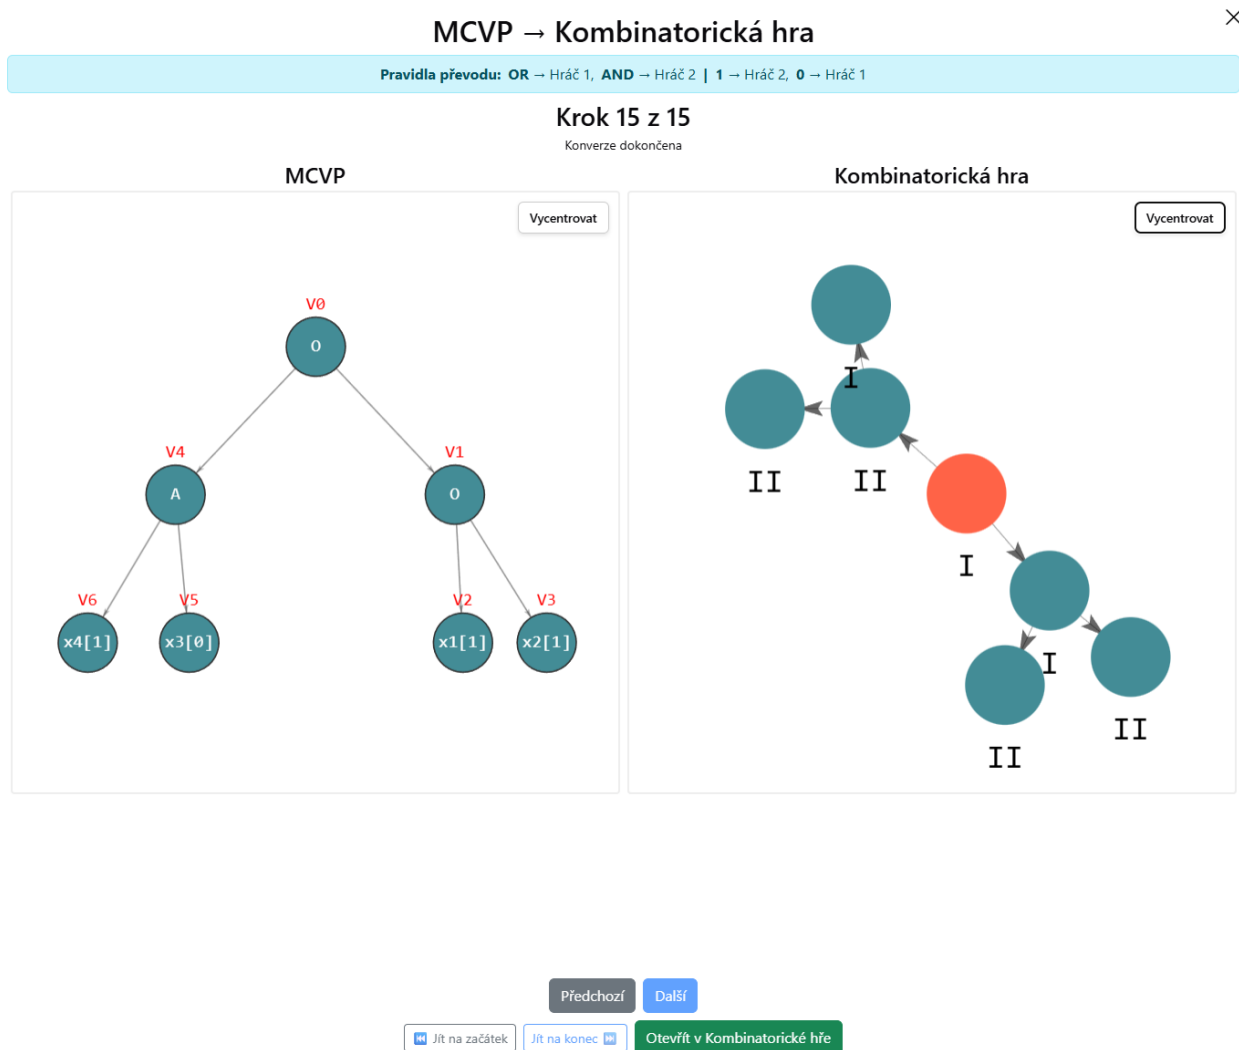 MCVP → Kombinatorická hra
Pravidla převodu: OR → Hráč 1, AND → Hráč 2 | 1 → Hráč 2, 0 → Hráč 1
Krok 15 z 15
Konverze dokončena
MCVP
Vycentrovat
V0
O
V4
A
V1
O
V6
x4[1]
V5
x3[0]
V2
x1[1]
V3
x2[1]
Kombinatorická hra
Vycentrovat
I
II
II
I
I
II
II
Předchozí
Další
⏮ Jít na začátek
Jít na konec ⏭
Otevřít v Kombinatorické hře